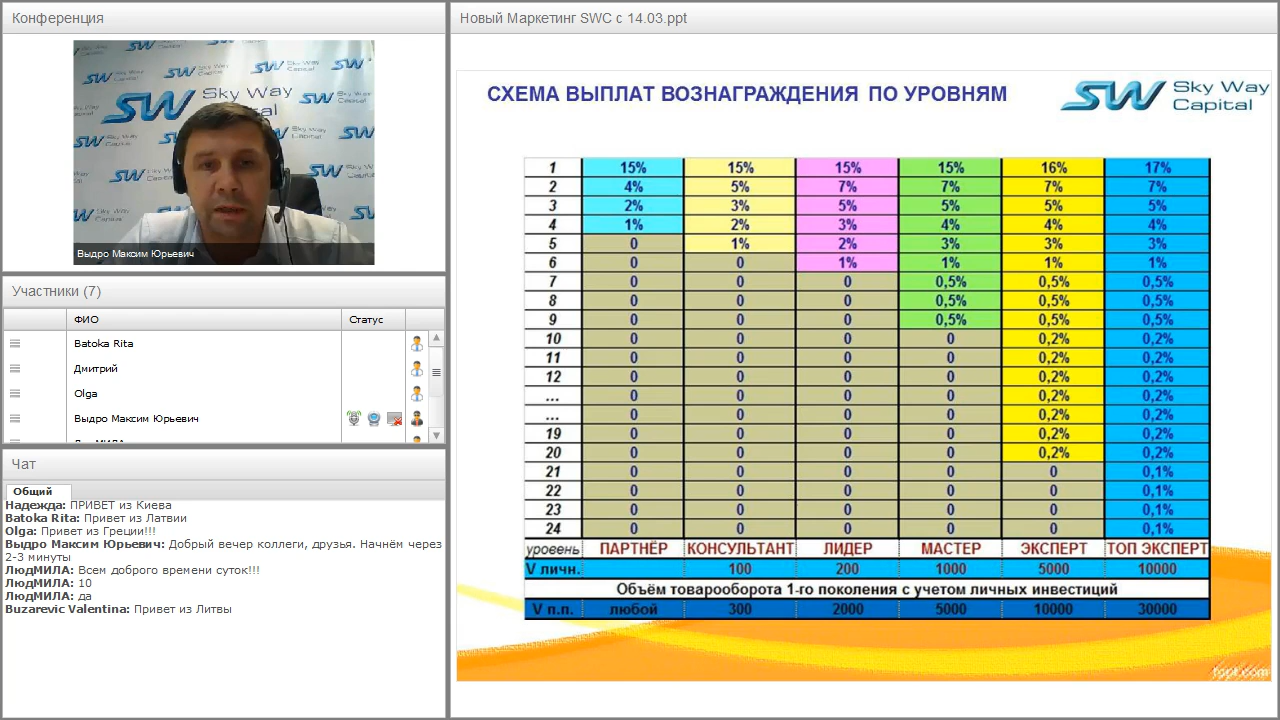 Конференция
SW
Sky Way
Capital
Выдро Максим Юрьевич
Участники (7)
ФИО Статус
Batoka Rita
Дмитрий
Olga
Выдро Максим Юрьевич
Чат
Общий
Надежда: ПРИВЕТ из Киева
Batoka Rita: Привет из Латвии
Olga: Привет из Греции!!!
Выдро Максим Юрьевич: Добрый вечер коллеги, друзья. Начнём через
2-3 минуты
ЛюдМИЛА: Всем доброго времени суток!!!
ЛюдМИЛА: 10
ЛюдМИЛА: да
Buzarevic Valentina: Привет из Литвы
Новый Маркетинг SWC с 14.03.ppt
СХЕМА ВЫПЛАТ ВОЗНАГРАЖДЕНИЯ ПО УРОВНЯМ
SW Sky Way
Capital
1 15% 15% 15% 15% 16% 17%
2 4% 5% 7% 7% 7% 7%
3 2% 3% 5% 5% 5% 5%
4 1% 2% 3% 4% 4% 4%
5 0 1% 2% 3% 3% 3%
6 0 0 1% 1% 1% 1%
7 0 0 0 0,5% 0,5% 0,5%
8 0 0 0 0,5% 0,5% 0,5%
9 0 0 0 0,5% 0,5% 0,5%
10 0 0 0 0 0,2% 0,2%
11 0 0 0 0 0,2% 0,2%
12 0 0 0 0 0,2% 0,2%
... 0 0 0 0 0,2% 0,2%
... 0 0 0 0 0,2% 0,2%
19 0 0 0 0 0,2% 0,2%
20 0 0 0 0 0,2% 0,2%
21 0 0 0 0 0 0,1%
22 0 0 0 0 0 0,1%
23 0 0 0 0 0 0,1%
24 0 0 0 0 0 0,1%
уровень ПАРТНЁР КОНСУЛЬТАНТ ЛИДЕР МАСТЕР ЭКСПЕРТ ТОП ЭКСПЕРТ
V личн. 100 200 1000 5000 10000
Объём товарооборота 1-го поколения с учетом личных инвестиций
V п.п. любой 300 2000 5000 10000 30000